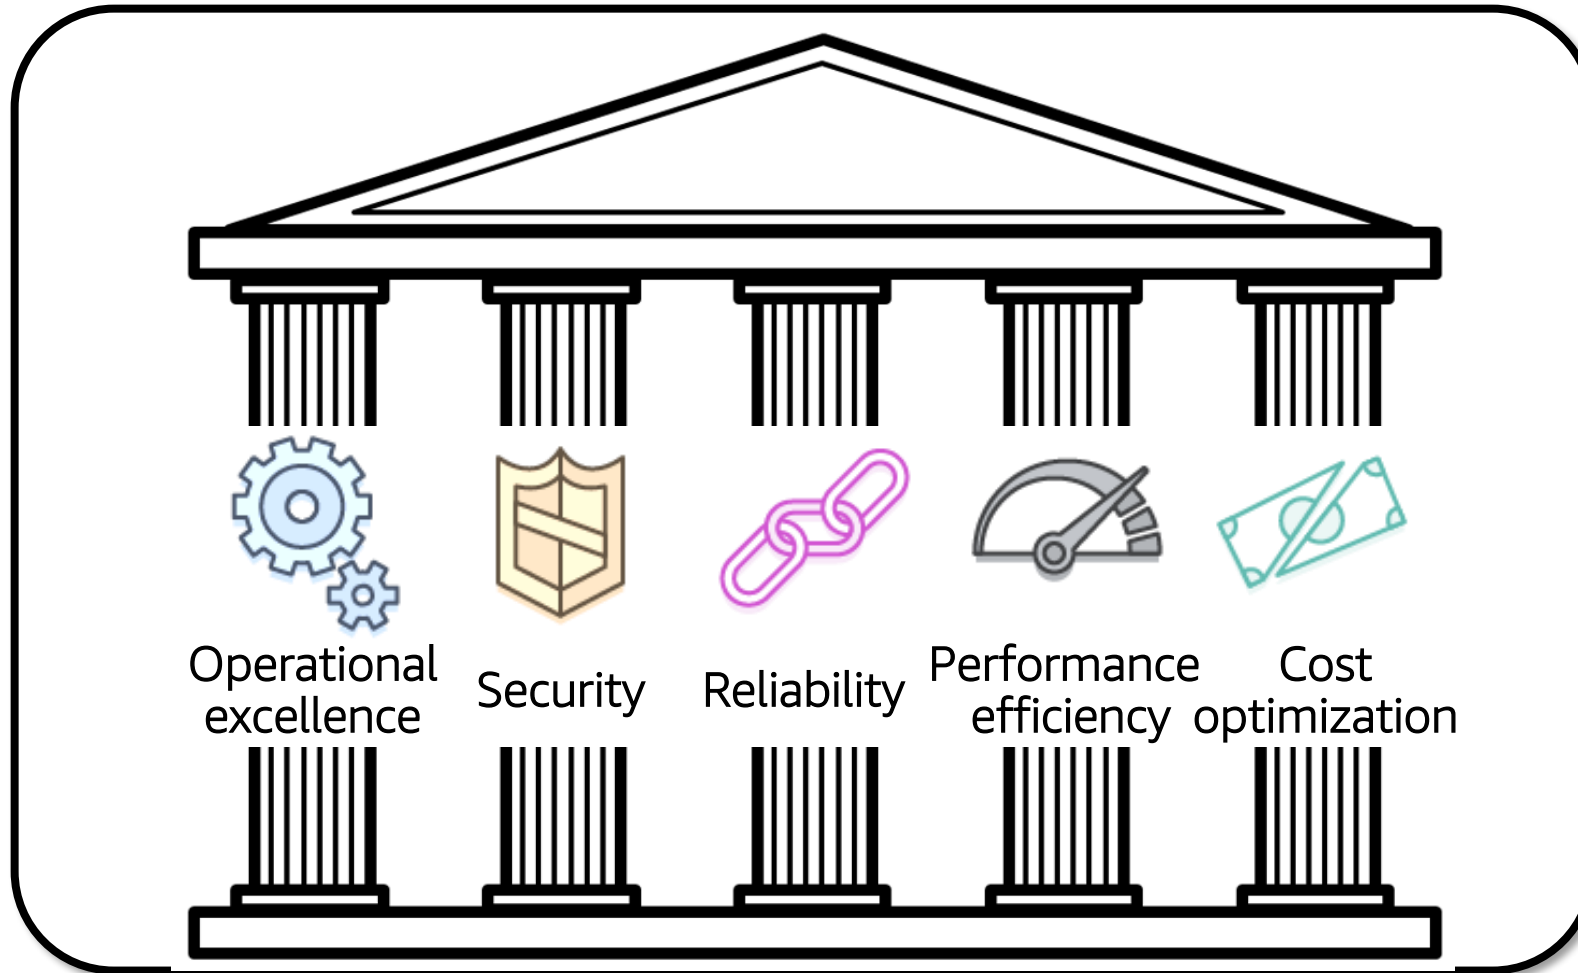 Operational
excellence
Security
Reliability
Performance
efficiency
Cost
optimization